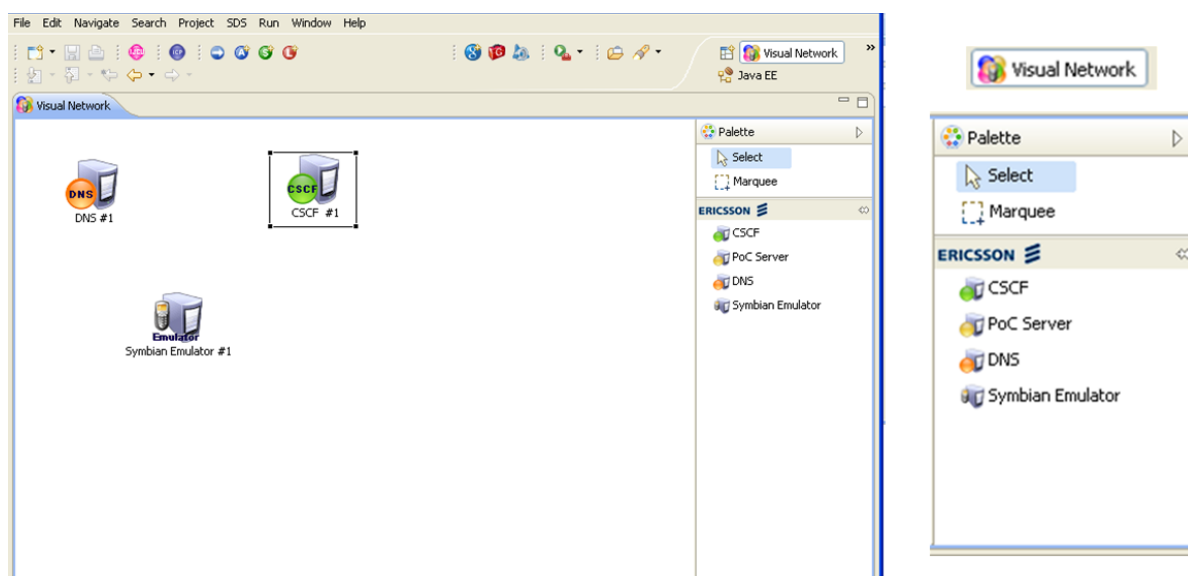 File Edit Navigate Search Project SDS Run Window Help
Visual Network
»
Java EE
Visual Network
Palette
Select
Marquee
ERICSSON
CSCF
PoC Server
DNS
Symbian Emulator
DNS
DNS #1
CSCF
CSCF #1
Emulator
Symbian Emulator #1
Visual Network
Palette
Select
Marquee
ERICSSON
CSCF
PoC Server
DNS
Symbian Emulator